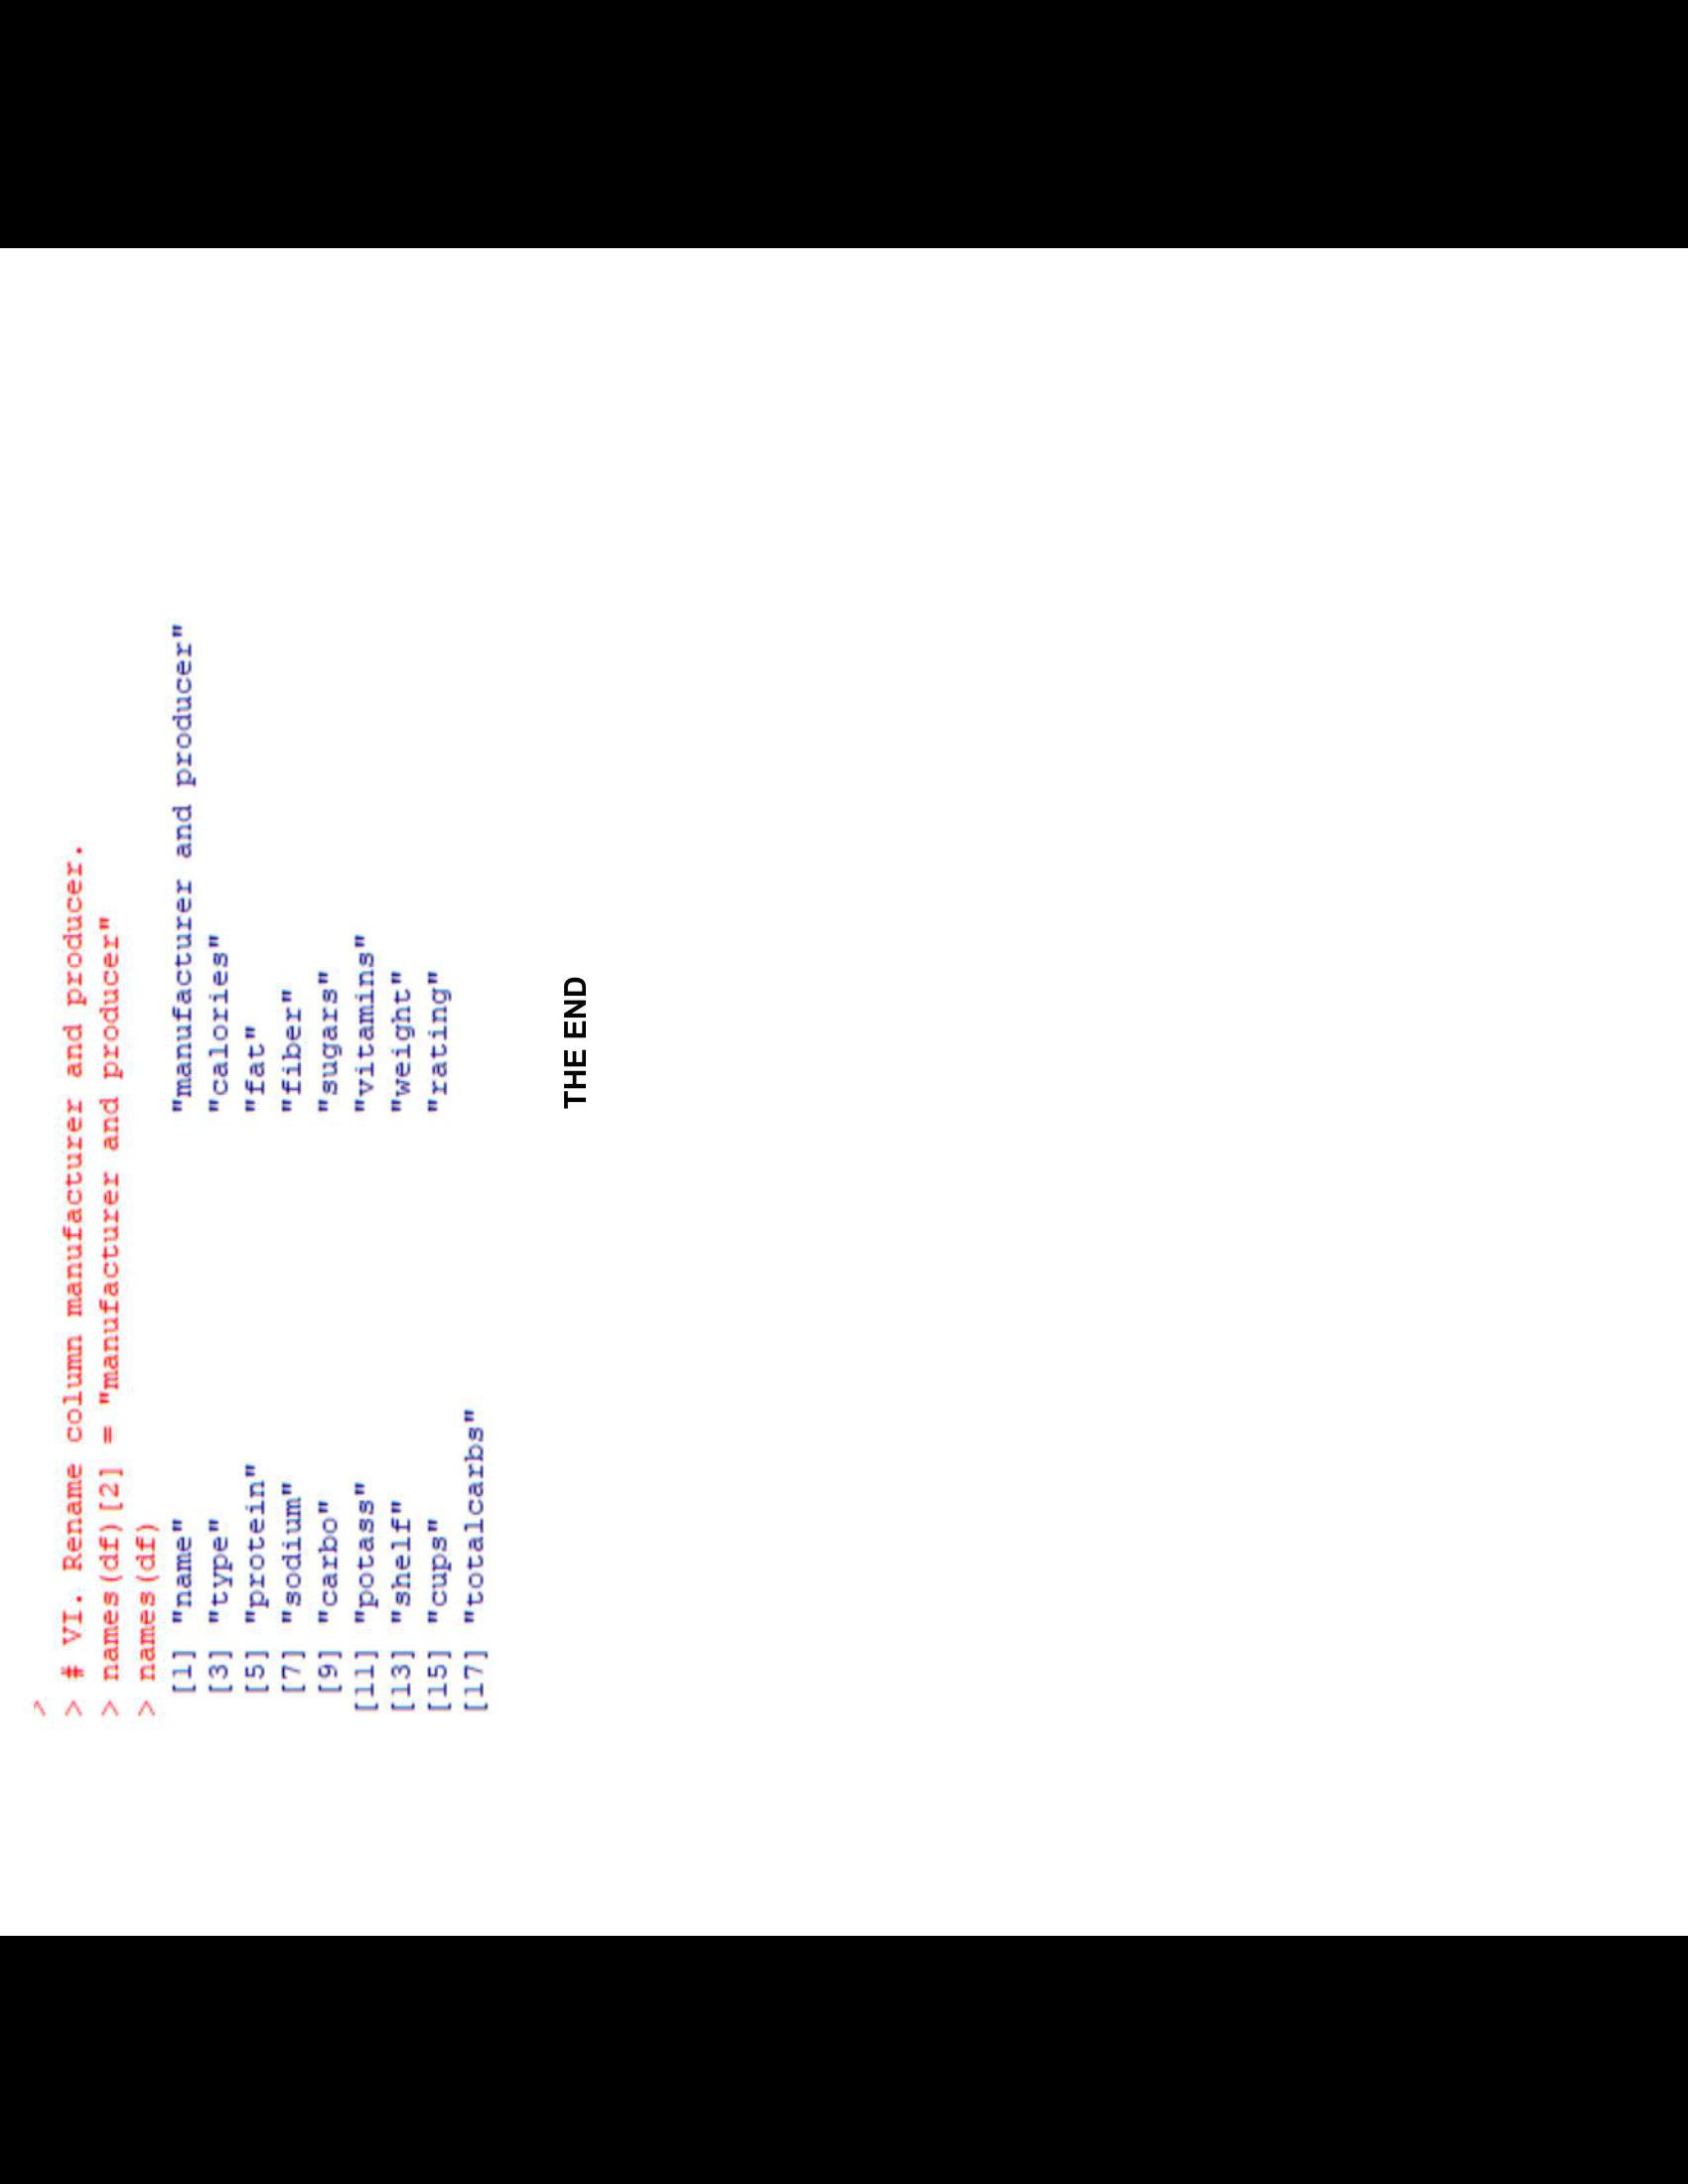 >
> # VI. Rename column manufacturer and producer.
> names(df)[2] = "manufacturer and producer"
> names(df)
[1] "name" "manufacturer and producer"
[3] "type" "calories"
[5] "protein" "fat"
[7] "sodium" "fiber"
[9] "carbo" "sugars"
[11] "potass" "vitamins"
[13] "shelf" "weight"
[15] "cups" "rating"
[17] "totalcarbs"
THE END